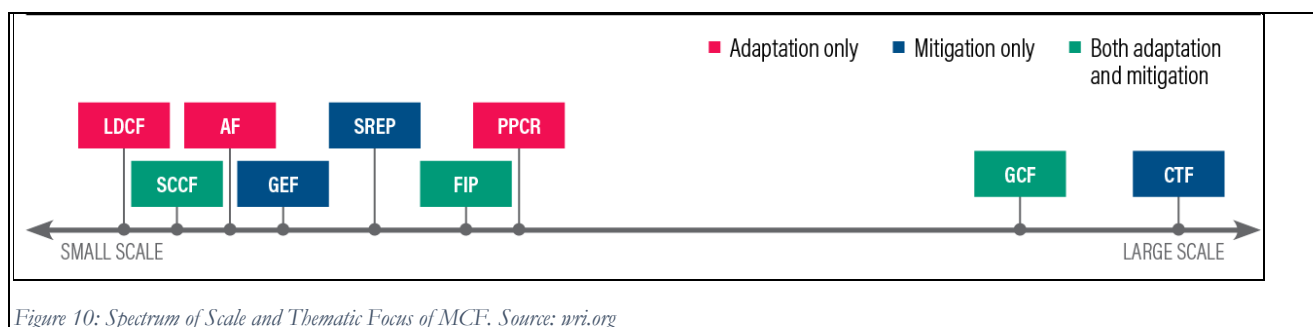 Adaptation only Mitigation only Both adaptation
and mitigation
LDCF AF SREP PPCR
SCCF GEF FIP GCF CTF
SMALL SCALE LARGE SCALE
Figure 10: Spectrum of Scale and Thematic Focus of MCF. Source: wri.org